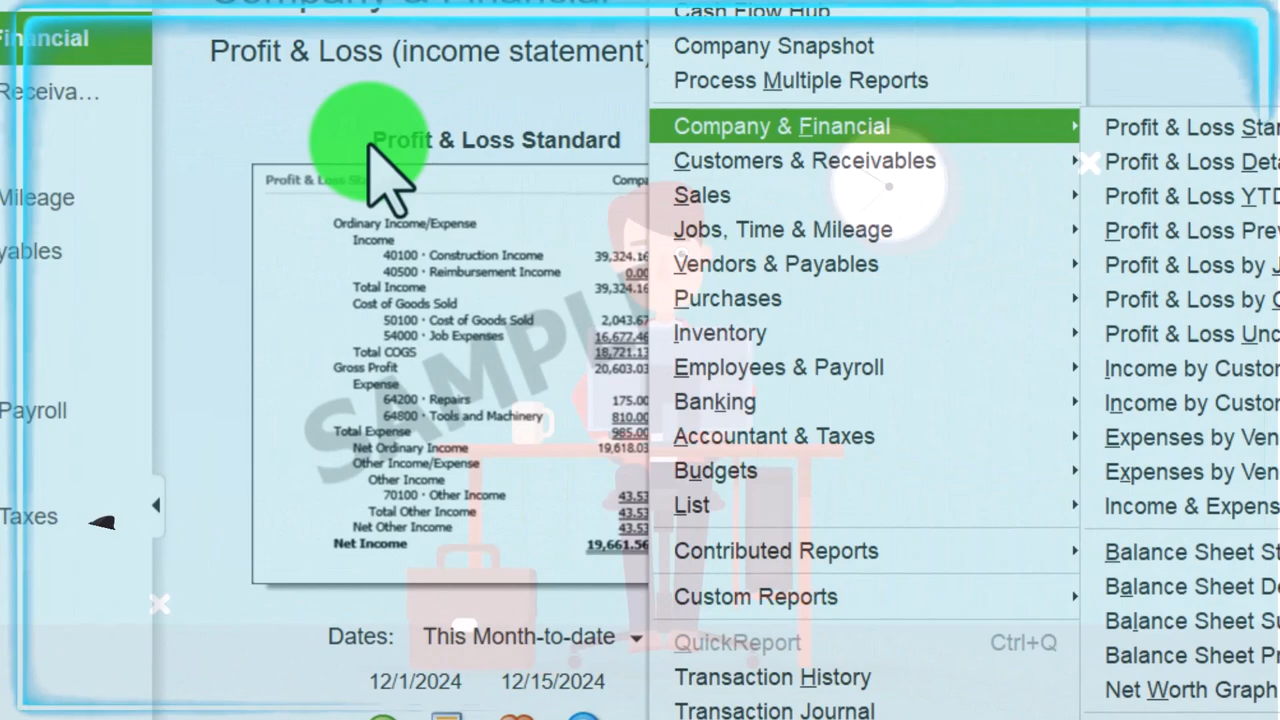 Company & Financial
Financial
Profit & Loss (income statement)
Receiva…
Mileage
yables
Payroll
Taxes
Profit & Loss Standard
Profit & Loss Sta
Compa
Ordinary Income/Expense
Income
40100 · Construction Income 39,324.16
40500 · Reimbursement Income 0.00
Total Income 39,324.16
Cost of Goods Sold
50100 · Cost of Goods Sold 2,043.67
54000 · Job Expenses 16,677.46
Total COGS 18,721.13
Gross Profit 20,603.03
Expense
64200 · Repairs 175.00
64800 · Tools and Machinery 810.00
Total Expense 985.00
Net Ordinary Income 19,618.03
Other Income/Expense
Other Income
70100 · Other Income 43.53
Total Other Income 43.53
Net Other Income 43.53
Net Income 19,661.56
SAMPL
Dates: This Month-to-date
12/1/2024 12/15/2024
Cash Flow Hub
Company Snapshot
Process Multiple Reports
Company & Financial
Customers & Receivables
Sales
Jobs, Time & Mileage
Vendors & Payables
Purchases
Inventory
Employees & Payroll
Banking
Accountant & Taxes
Budgets
List
Contributed Reports
Custom Reports
QuickReport Ctrl+Q
Transaction History
Transaction Journal
Profit & Loss Star
Profit & Loss Deta
Profit & Loss YTD
Profit & Loss Prev
Profit & Loss by J
Profit & Loss by C
Profit & Loss Unc
Income by Custor
Income by Custor
Expenses by Ven
Expenses by Ven
Income & Expens
Balance Sheet St
Balance Sheet De
Balance Sheet Su
Balance Sheet Pr
Net Worth Graph